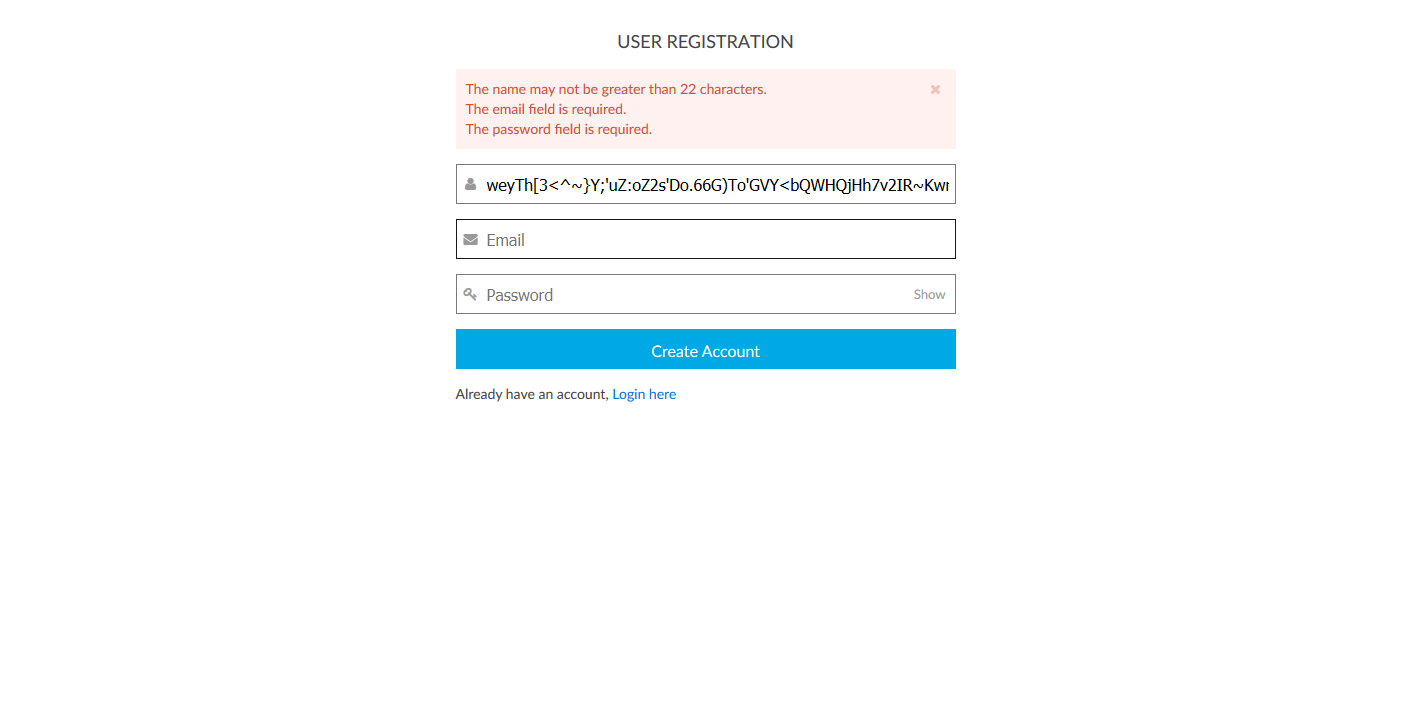 USER REGISTRATION
The name may not be greater than 22 characters.
The email field is required.
The password field is required.
weyTh[3<^~}Y;'uZ:oZ2s'Do.66G)To'GVY<bQWHQjHh7v2IR~Kw
Email
Password Show
Create Account
Already have an account, Login here